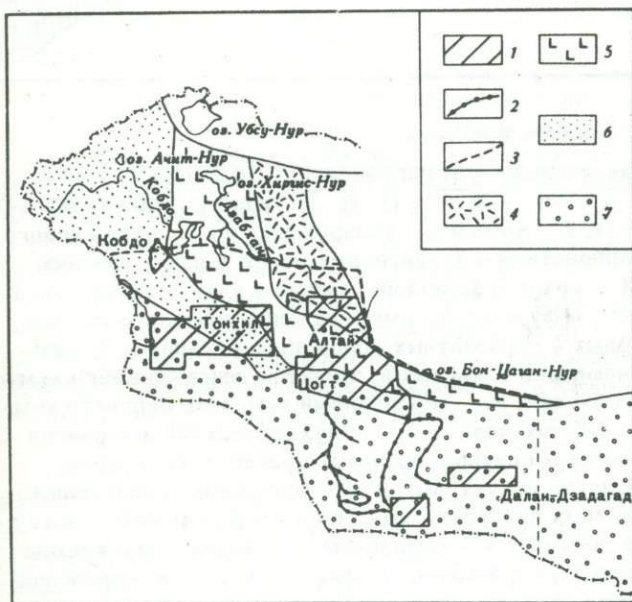 1
2
3
4
5
6
7
оз. Убсу-Нур
оз. Ачит-Нур
оз. Хиргис-Нур
Кобдо
Дзабхан
Кобдо
Тонхил
Алтай
Цогт
оз. Бон-Цаган-Нур
Далан-Дзадагад